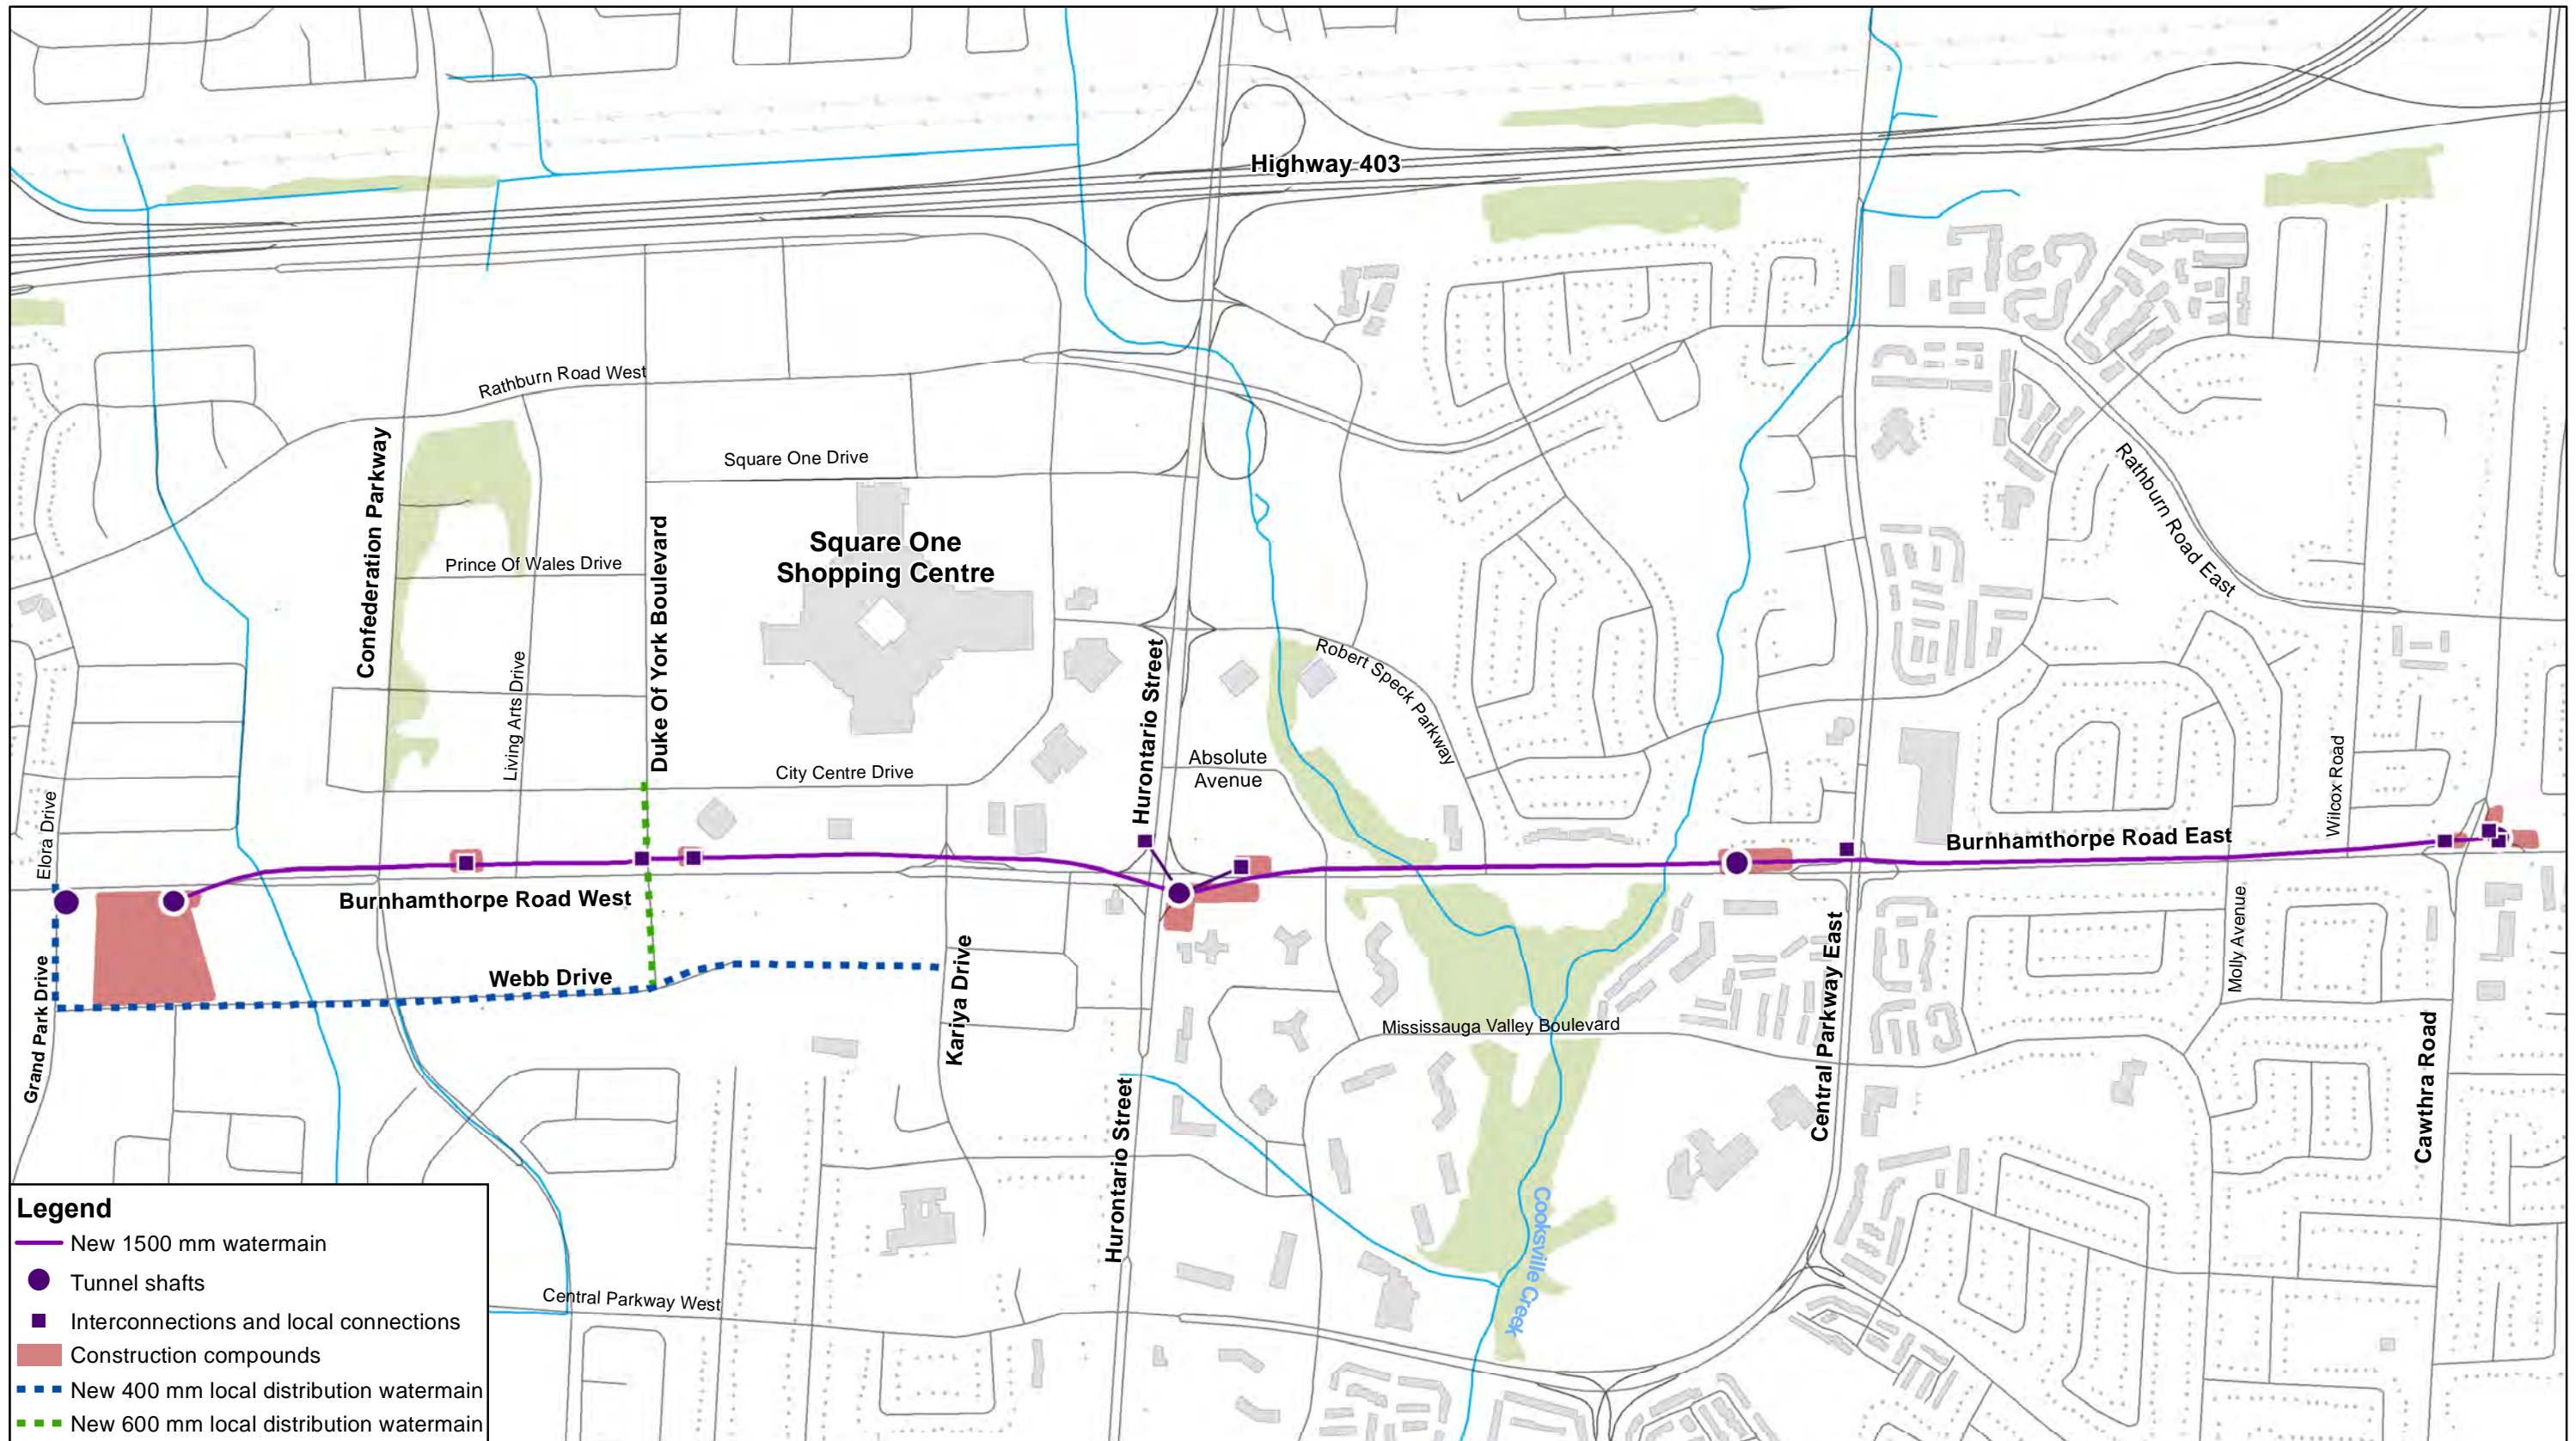 Highway 403
Rathburn Road West
Square One Drive
Confederation Parkway
Rathburn Road East
Square One
Shopping Centre
Prince Of Wales Drive
Duke Of York Boulevard
Living Arts Drive
Hurontario Street
Robert Speck Parkway
Absolute
Avenue
City Centre Drive
Elora Drive
Wilcox Road
Burnhamthorpe Road East
Burnhamthorpe Road West
Molly Avenue
Webb Drive
Kariya Drive
Grand Park Drive
Central Parkway East
Mississauga Valley Boulevard
Cawthra Road
Hurontario Street
Cooksville Creek
Central Parkway West
Legend
New 1500 mm watermain
Tunnel shafts
Interconnections and local connections
Construction compounds
New 400 mm local distribution watermain
New 600 mm local distribution watermain